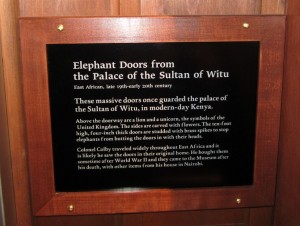 Elephant Doors from
the Palace of the Sultan of Witu
East African, late 19th-early 20th century
These massive doors once guarded the palace of
the Sultan of Witu, in modern-day Kenya.
Above the doorway are a lion and a unicorn, the symbols of the
United Kingdom. The sides are carved with flowers. The ten-foot
high, four-inch thick doors are studded with brass spikes to stop
elephants from butting the doors in with their heads.
Colonel Colby traveled widely throughout East Africa and it
is likely he saw the doors in their original home. He bought them
sometime after World War II and they came to the Museum after
his death, with other items from his house in Nairobi.